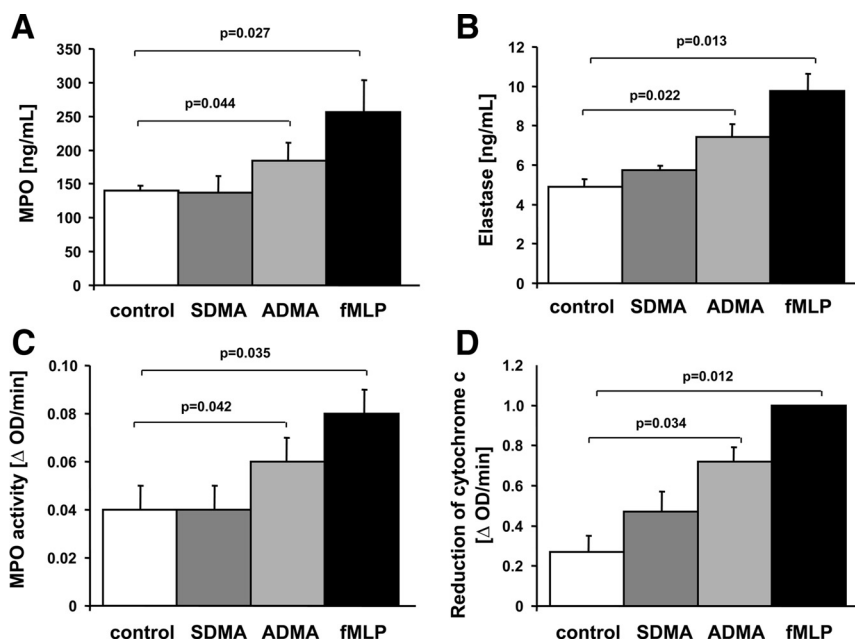 A
MPO [ng/mL]
350
300
250
200
150
100
50
0
p=0.027
p=0.044
control SDMA ADMA fMLP
B
Elastase [ng/mL]
12
10
8
6
4
2
0
p=0.013
p=0.022
control SDMA ADMA fMLP
C
MPO activity [Δ OD/min]
0.10
0.08
0.06
0.04
0.02
0
p=0.035
p=0.042
control SDMA ADMA fMLP
D
Reduction of cytochrome c
[Δ OD/min]
1.2
1.0
0.8
0.6
0.4
0.2
0
p=0.012
p=0.034
control SDMA ADMA fMLP